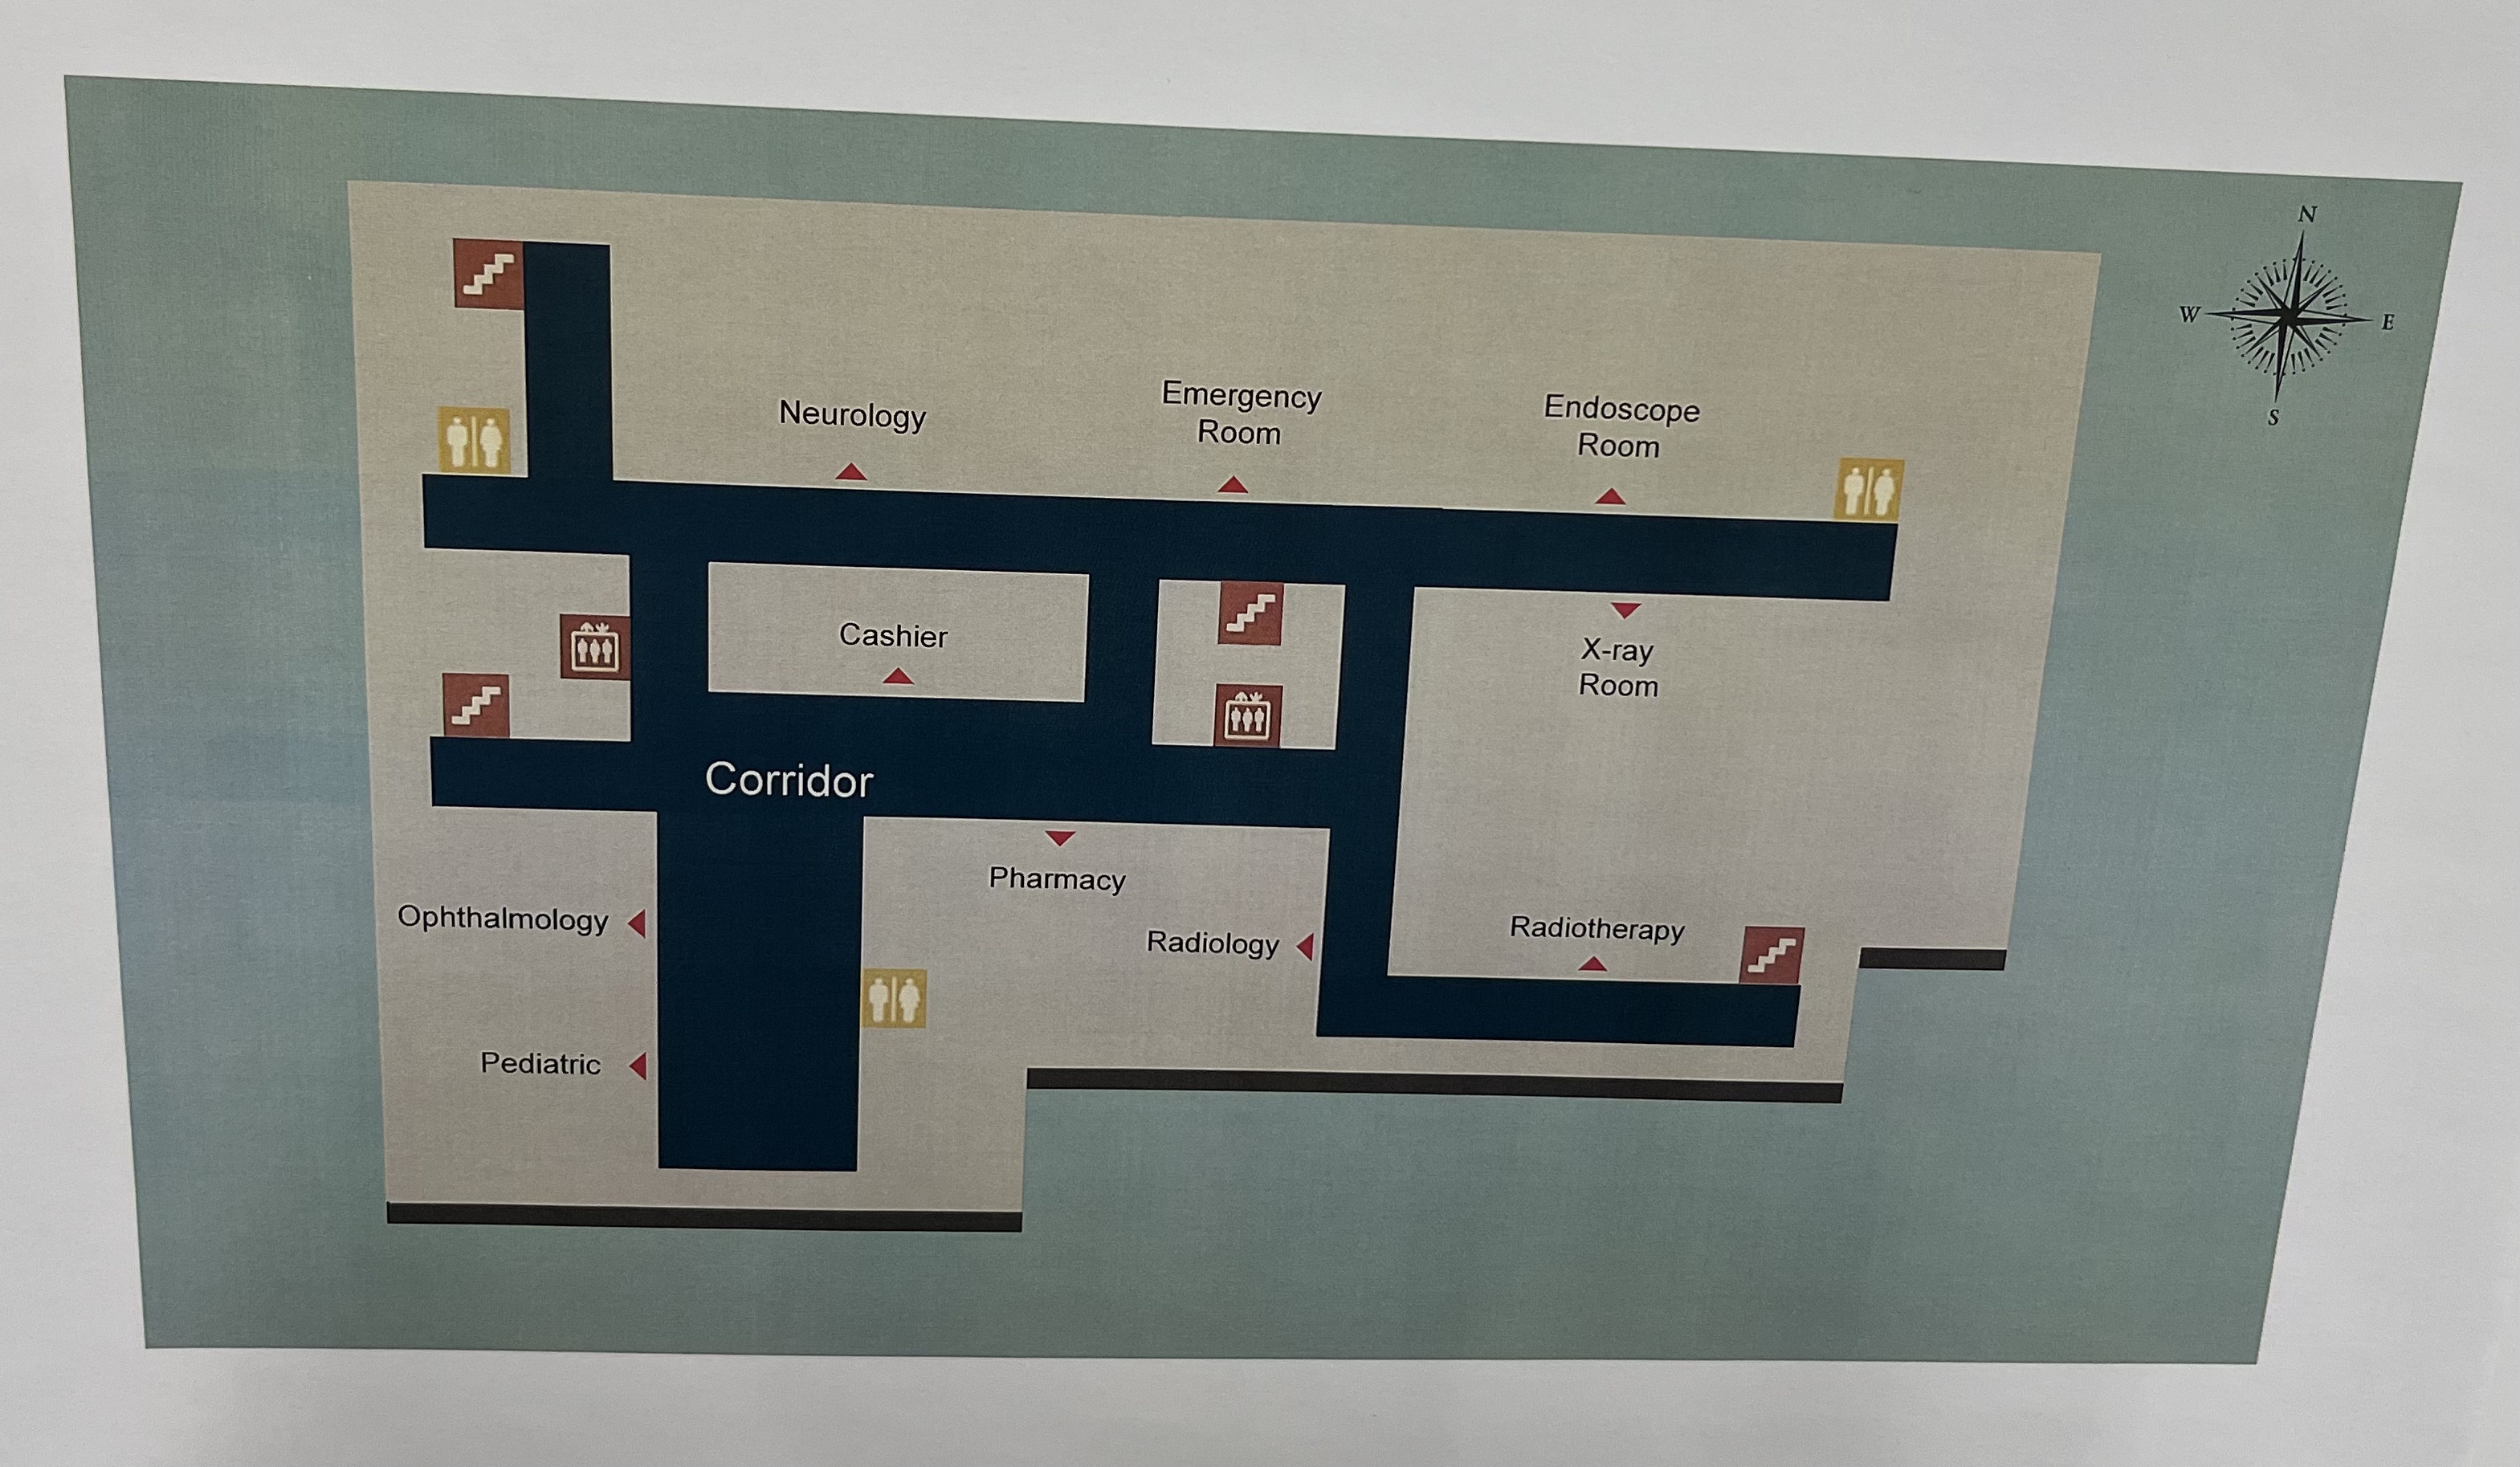 N
W
E
S
Neurology
Emergency
Room
Endoscope
Room
Cashier
X-ray
Room
Corridor
Pharmacy
Ophthalmology
Radiology
Radiotherapy
Pediatric